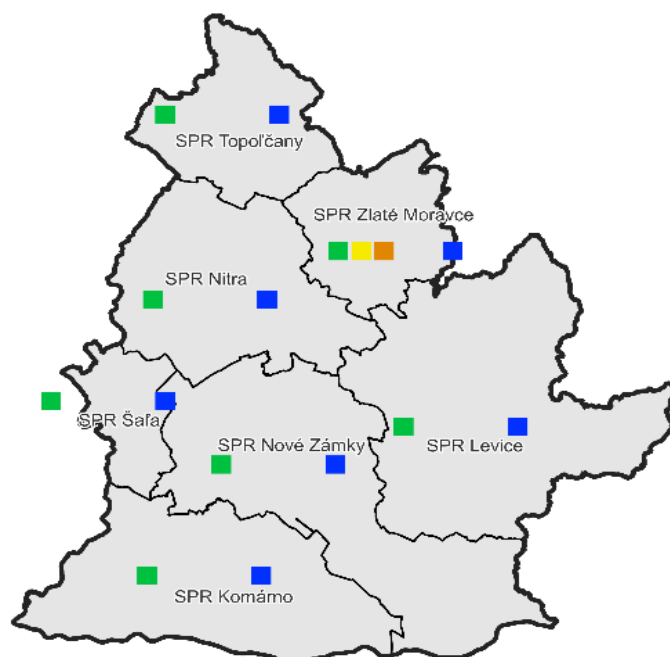 SPR Topoľčany
SPR Zlaté Moravce
SPR Nitra
SPR Šaľa
SPR Nové Zámky
SPR Levice
SPR Komárno